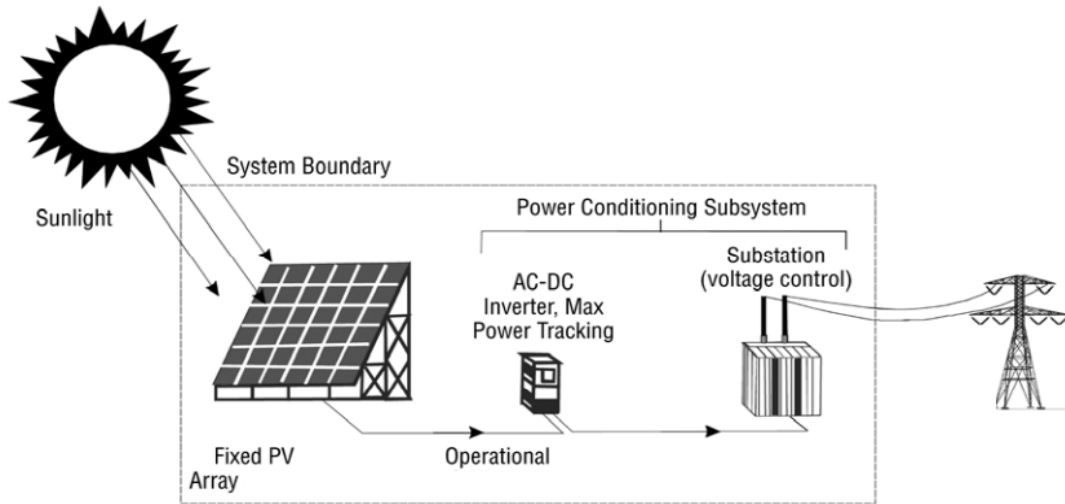 System Boundary
Sunlight
Power Conditioning Subsystem
Substation
(voltage control)
AC-DC
Inverter, Max
Power Tracking
Fixed PV
Array
Operational